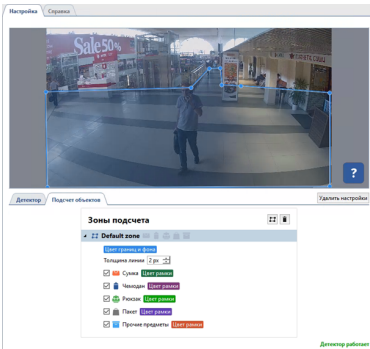 Настройка Справка
Sale 50%
?
Детектор Подсчет объектов Удалить настройки
Зоны подсчета
Default zone
Цвет границ и фона
Толщина линии 2 px
Сумка Цвет рамки
Чемодан Цвет рамки
Рюкзак Цвет рамки
Пакет Цвет рамки
Прочие предметы Цвет рамки
Детектор работает